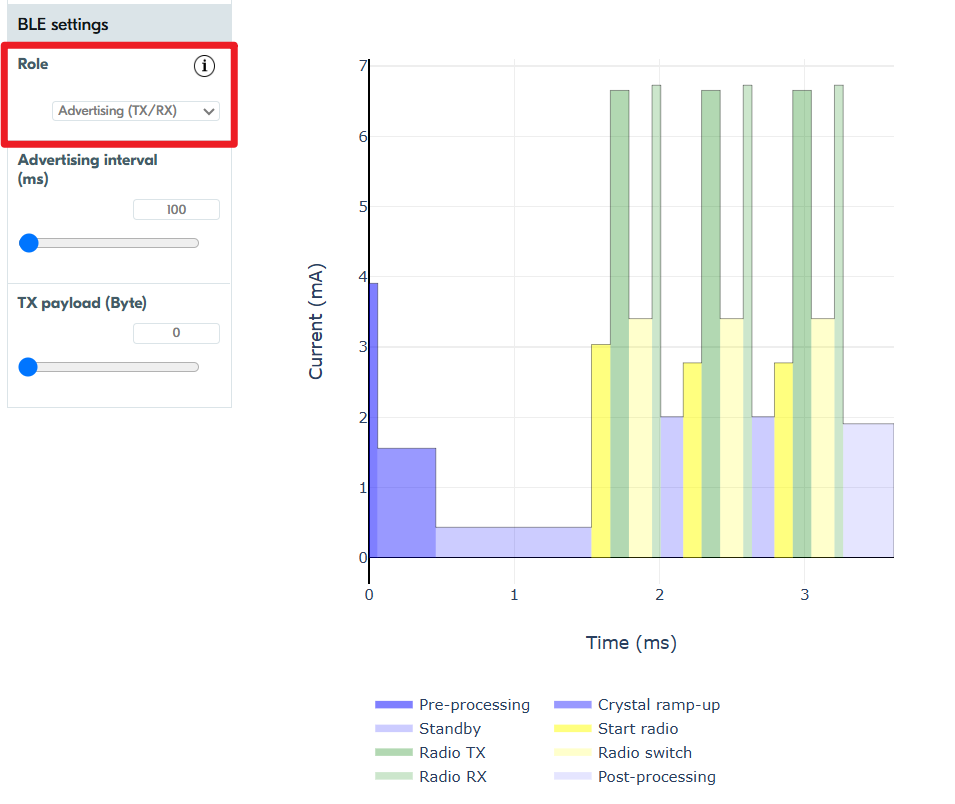 BLE settings
Role
Advertising (TX/RX)
Advertising interval
(ms)
100
TX payload (Byte)
0
7
6
5
4
3
2
1
0
Current (mA)
0 1 2 3
Time (ms)
Pre-processing Crystal ramp-up
Standby Start radio
Radio TX Radio switch
Radio RX Post-processing